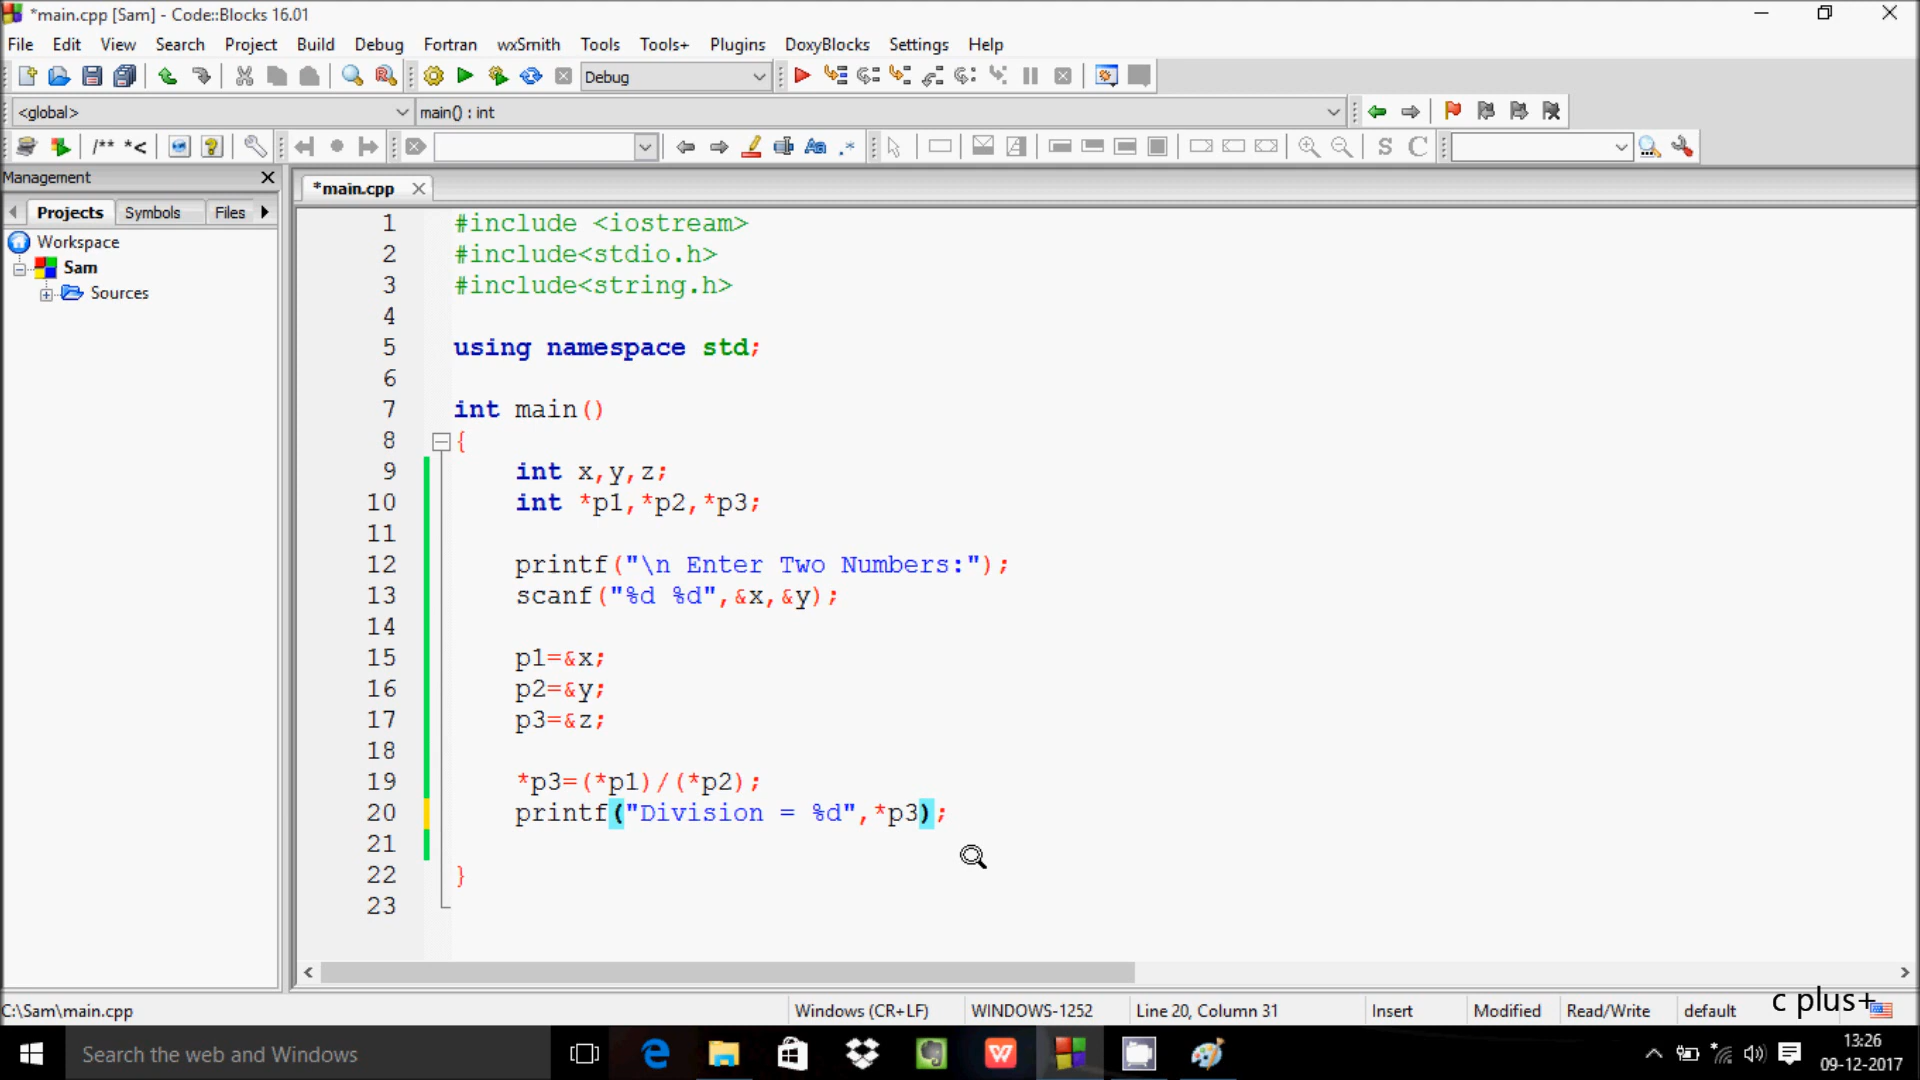 *main.cpp [Sam] - Code::Blocks 16.01
File Edit View Search Project Build Debug Fortran wxSmith Tools Tools+ Plugins DoxyBlocks Settings Help
Debug
<global> main() : int
/** *<
S C
Management
Projects Symbols Files
*main.cpp
Workspace
Sam
Sources
1 #include <iostream>
2 #include<stdio.h>
3 #include<string.h>
4
5 using namespace std;
6
7 int main()
8 {
9 int x,y,z;
10 int *p1,*p2,*p3;
11
12 printf("\n Enter Two Numbers:");
13 scanf("%d %d",&x,&y);
14
15 p1=&x;
16 p2=&y;
17 p3=&z;
18
19 *p3=(*p1)/(*p2);
20 printf("Division = %d",*p3);
21
22 }
23
C:\Sam\main.cpp Windows (CR+LF) WINDOWS-1252 Line 20, Column 31 Insert Modified Read/Write default
c plus+
Search the web and Windows
13:26
09-12-2017